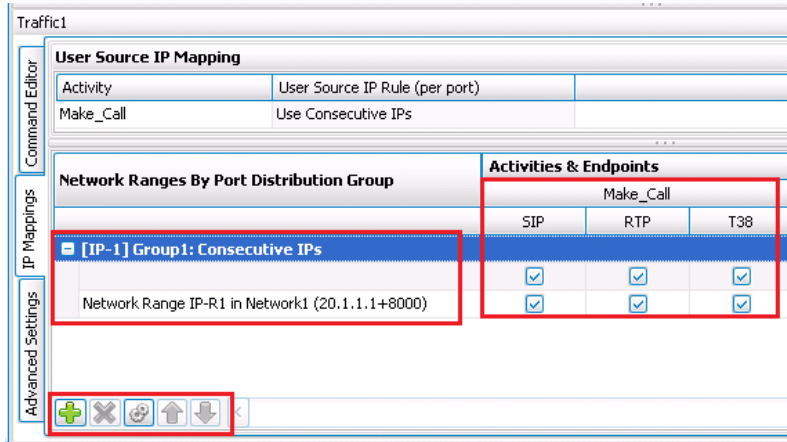 Traffic1
Command Editor
IP Mappings
Advanced Settings
User Source IP Mapping
Activity User Source IP Rule (per port)
Make_Call Use Consecutive IPs
Network Ranges By Port Distribution Group Activities & Endpoints
Make_Call
SIP RTP T38
[IP-1] Group1: Consecutive IPs
Network Range IP-R1 in Network1 (20.1.1.1+8000)